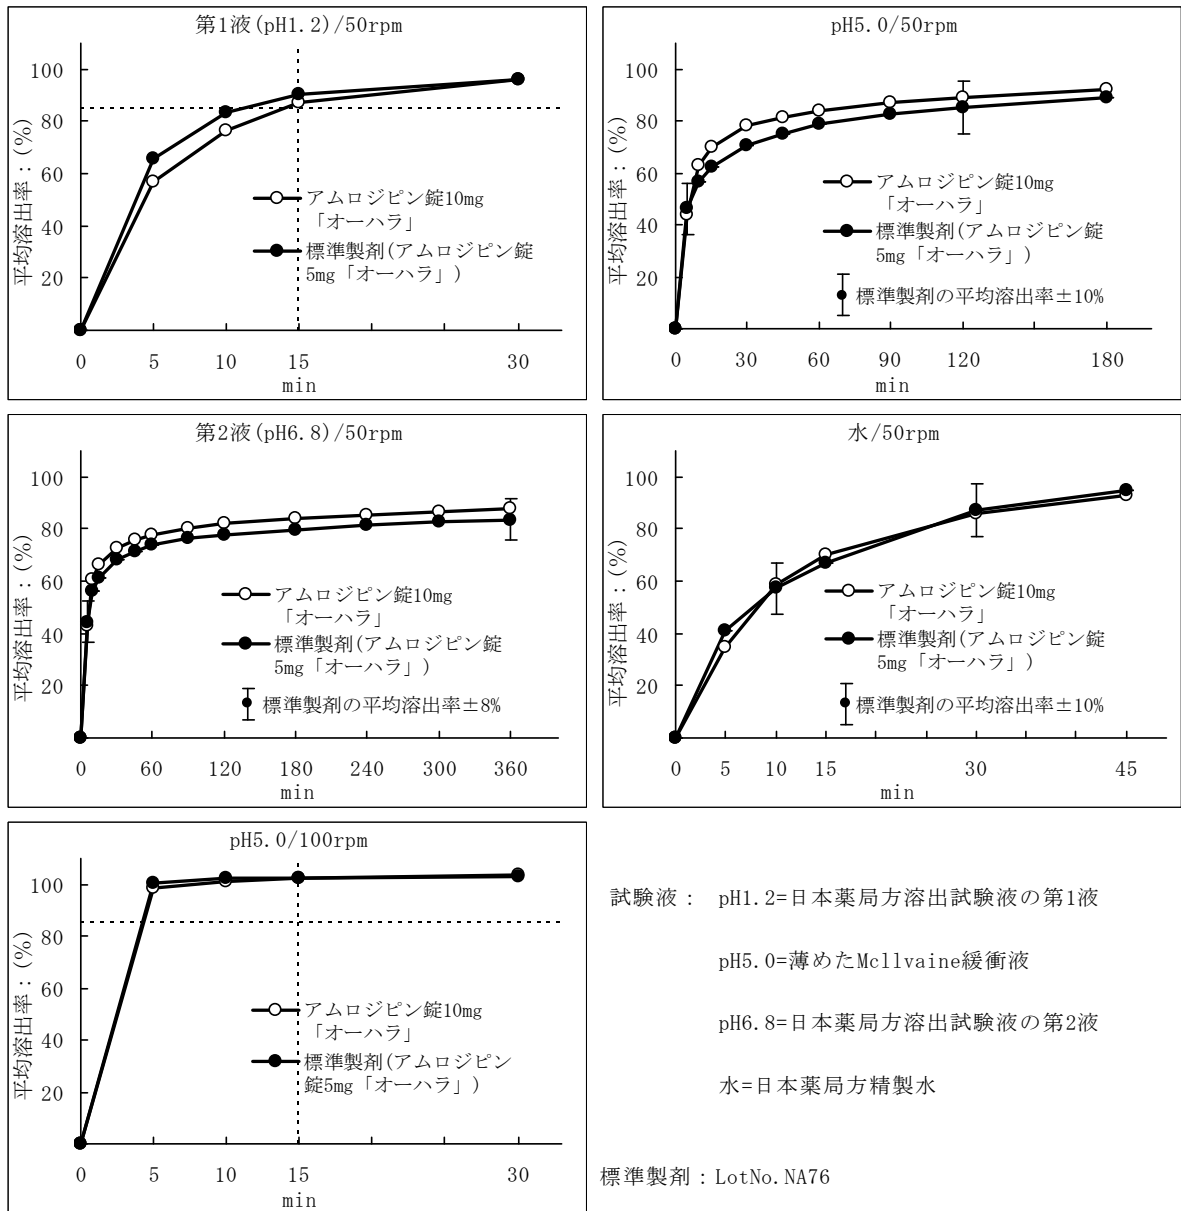 第1液(pH1.2)/50rpm
平均溶出率：(%)
100
80
60
40
20
アムロジピン錠10mg
「オーハラ」
標準製剤(アムロジピン錠
5mg「オーハラ」)
0
5
10
15
30
min
pH5.0/50rpm
平均溶出率：(%)
100
80
60
40
20
アムロジピン錠10mg
「オーハラ」
標準製剤(アムロジピン錠
5mg「オーハラ」)
標準製剤の平均溶出率±10%
0
30
60
90
120
180
min
第2液(pH6.8)/50rpm
平均溶出率：(%)
100
80
60
40
20
アムロジピン錠10mg
「オーハラ」
標準製剤(アムロジピン錠
5mg「オーハラ」)
標準製剤の平均溶出率±8%
0
60
120
180
240
300
360
min
水/50rpm
平均溶出率：(%)
100
80
60
40
20
アムロジピン錠10mg
「オーハラ」
標準製剤(アムロジピン錠
5mg「オーハラ」)
標準製剤の平均溶出率±10%
0
5
10
15
30
45
min
pH5.0/100rpm
平均溶出率：(%)
100
80
60
40
20
アムロジピン錠10mg
「オーハラ」
標準製剤(アムロジピン
錠5mg「オーハラ」)
0
5
10
15
30
min
試験液： pH1.2=日本薬局方溶出試験液の第1液
pH5.0=薄めたMcllvaine緩衝液
pH6.8=日本薬局方溶出試験液の第2液
水=日本薬局方精製水
標準製剤：LotNo.NA76